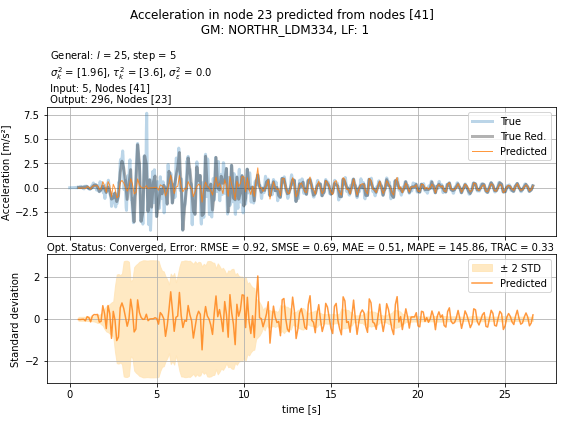 Acceleration in node 23 predicted from nodes [41]
GM: NORTHR_LDM334, LF: 1
General: l = 25, step = 5
σ²ₖ = [1.96], τ²ₖ = [3.6], σ²ε = 0.0
Input: 5, Nodes [41]
Output: 296, Nodes [23]
7.5
5.0
2.5
0.0
−2.5
Acceleration [m/s²]
True
True Red.
Predicted
Opt. Status: Converged, Error: RMSE = 0.92, SMSE = 0.69, MAE = 0.51, MAPE = 145.86, TRAC = 0.33
2
0
−2
Standard deviation
± 2 STD
Predicted
0 5 10 15 20 25
time [s]